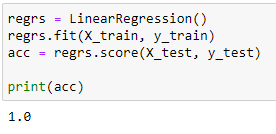 regrs = LinearRegression()
regrs.fit(X_train, y_train)
acc = regrs.score(X_test, y_test)
print(acc)
1.0